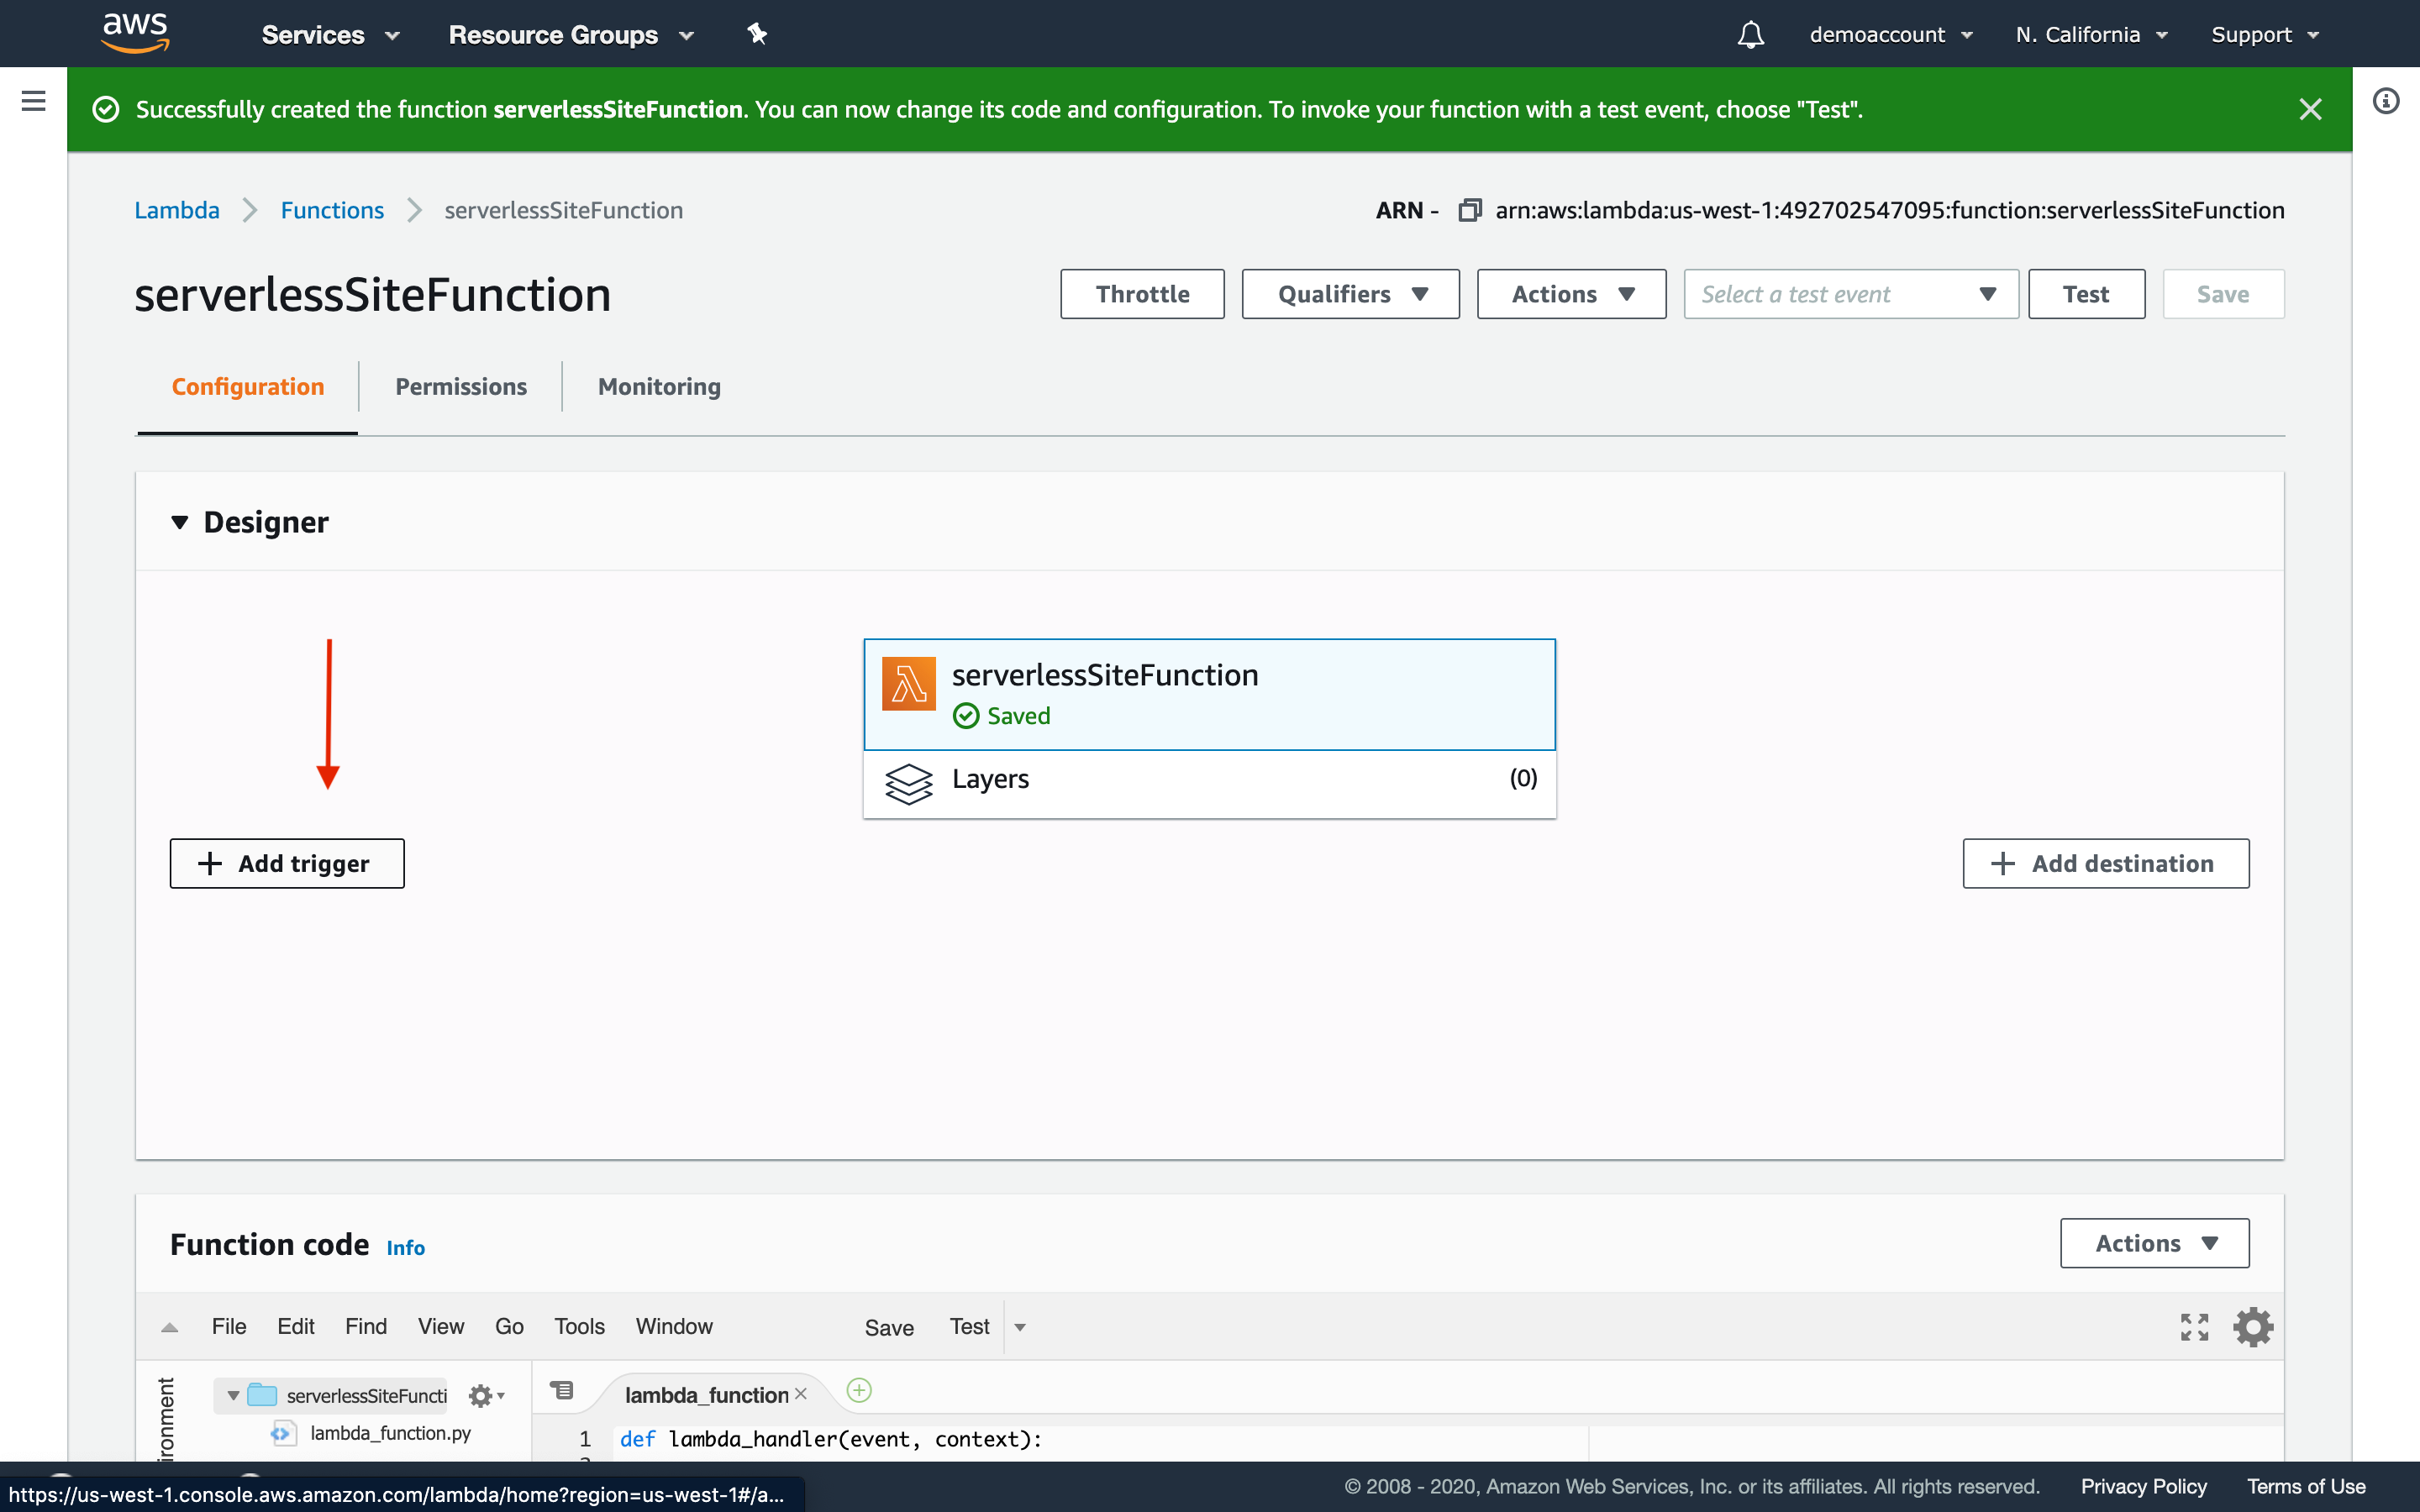 aws Services Resource Groups demoaccount N. California Support
Successfully created the function serverlessSiteFunction. You can now change its code and configuration. To invoke your function with a test event, choose "Test".
Lambda Functions serverlessSiteFunction ARN - arn:aws:lambda:us-west-1:492702547095:function:serverlessSiteFunction
serverlessSiteFunction Throttle Qualifiers Actions Select a test event Test Save
Configuration Permissions Monitoring
Designer
serverlessSiteFunction
Saved
Layers (0)
Add trigger Add destination
Function code Info Actions
File Edit Find View Go Tools Window Save Test
serverlessSiteFuncti lambda_function
lambda_function.py
1 def lambda_handler(event, context):
© 2008 - 2020, Amazon Web Services, Inc. or its affiliates. All rights reserved. Privacy Policy Terms of Use
https://us-west-1.console.aws.amazon.com/lambda/home?region=us-west-1#/a...